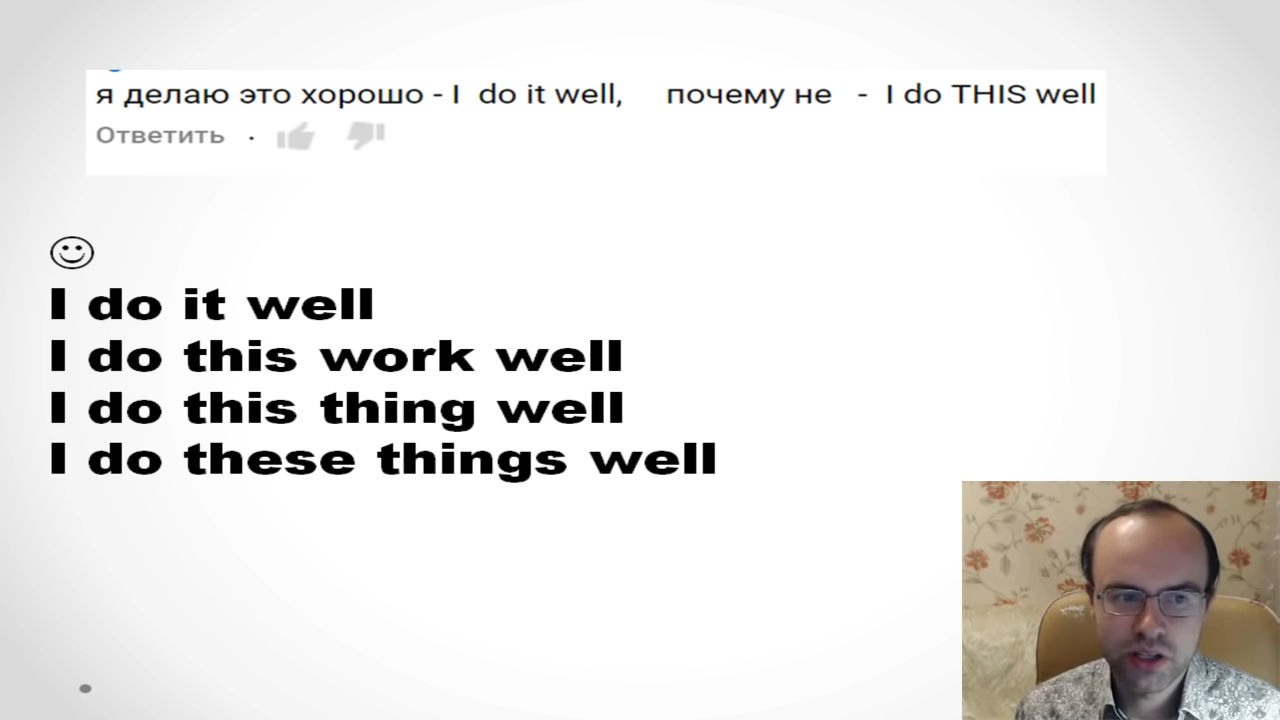 я делаю это хорошо - I do it well, почему не - I do THIS well
Ответить ·
I do it well
I do this work well
I do this thing well
I do these things well